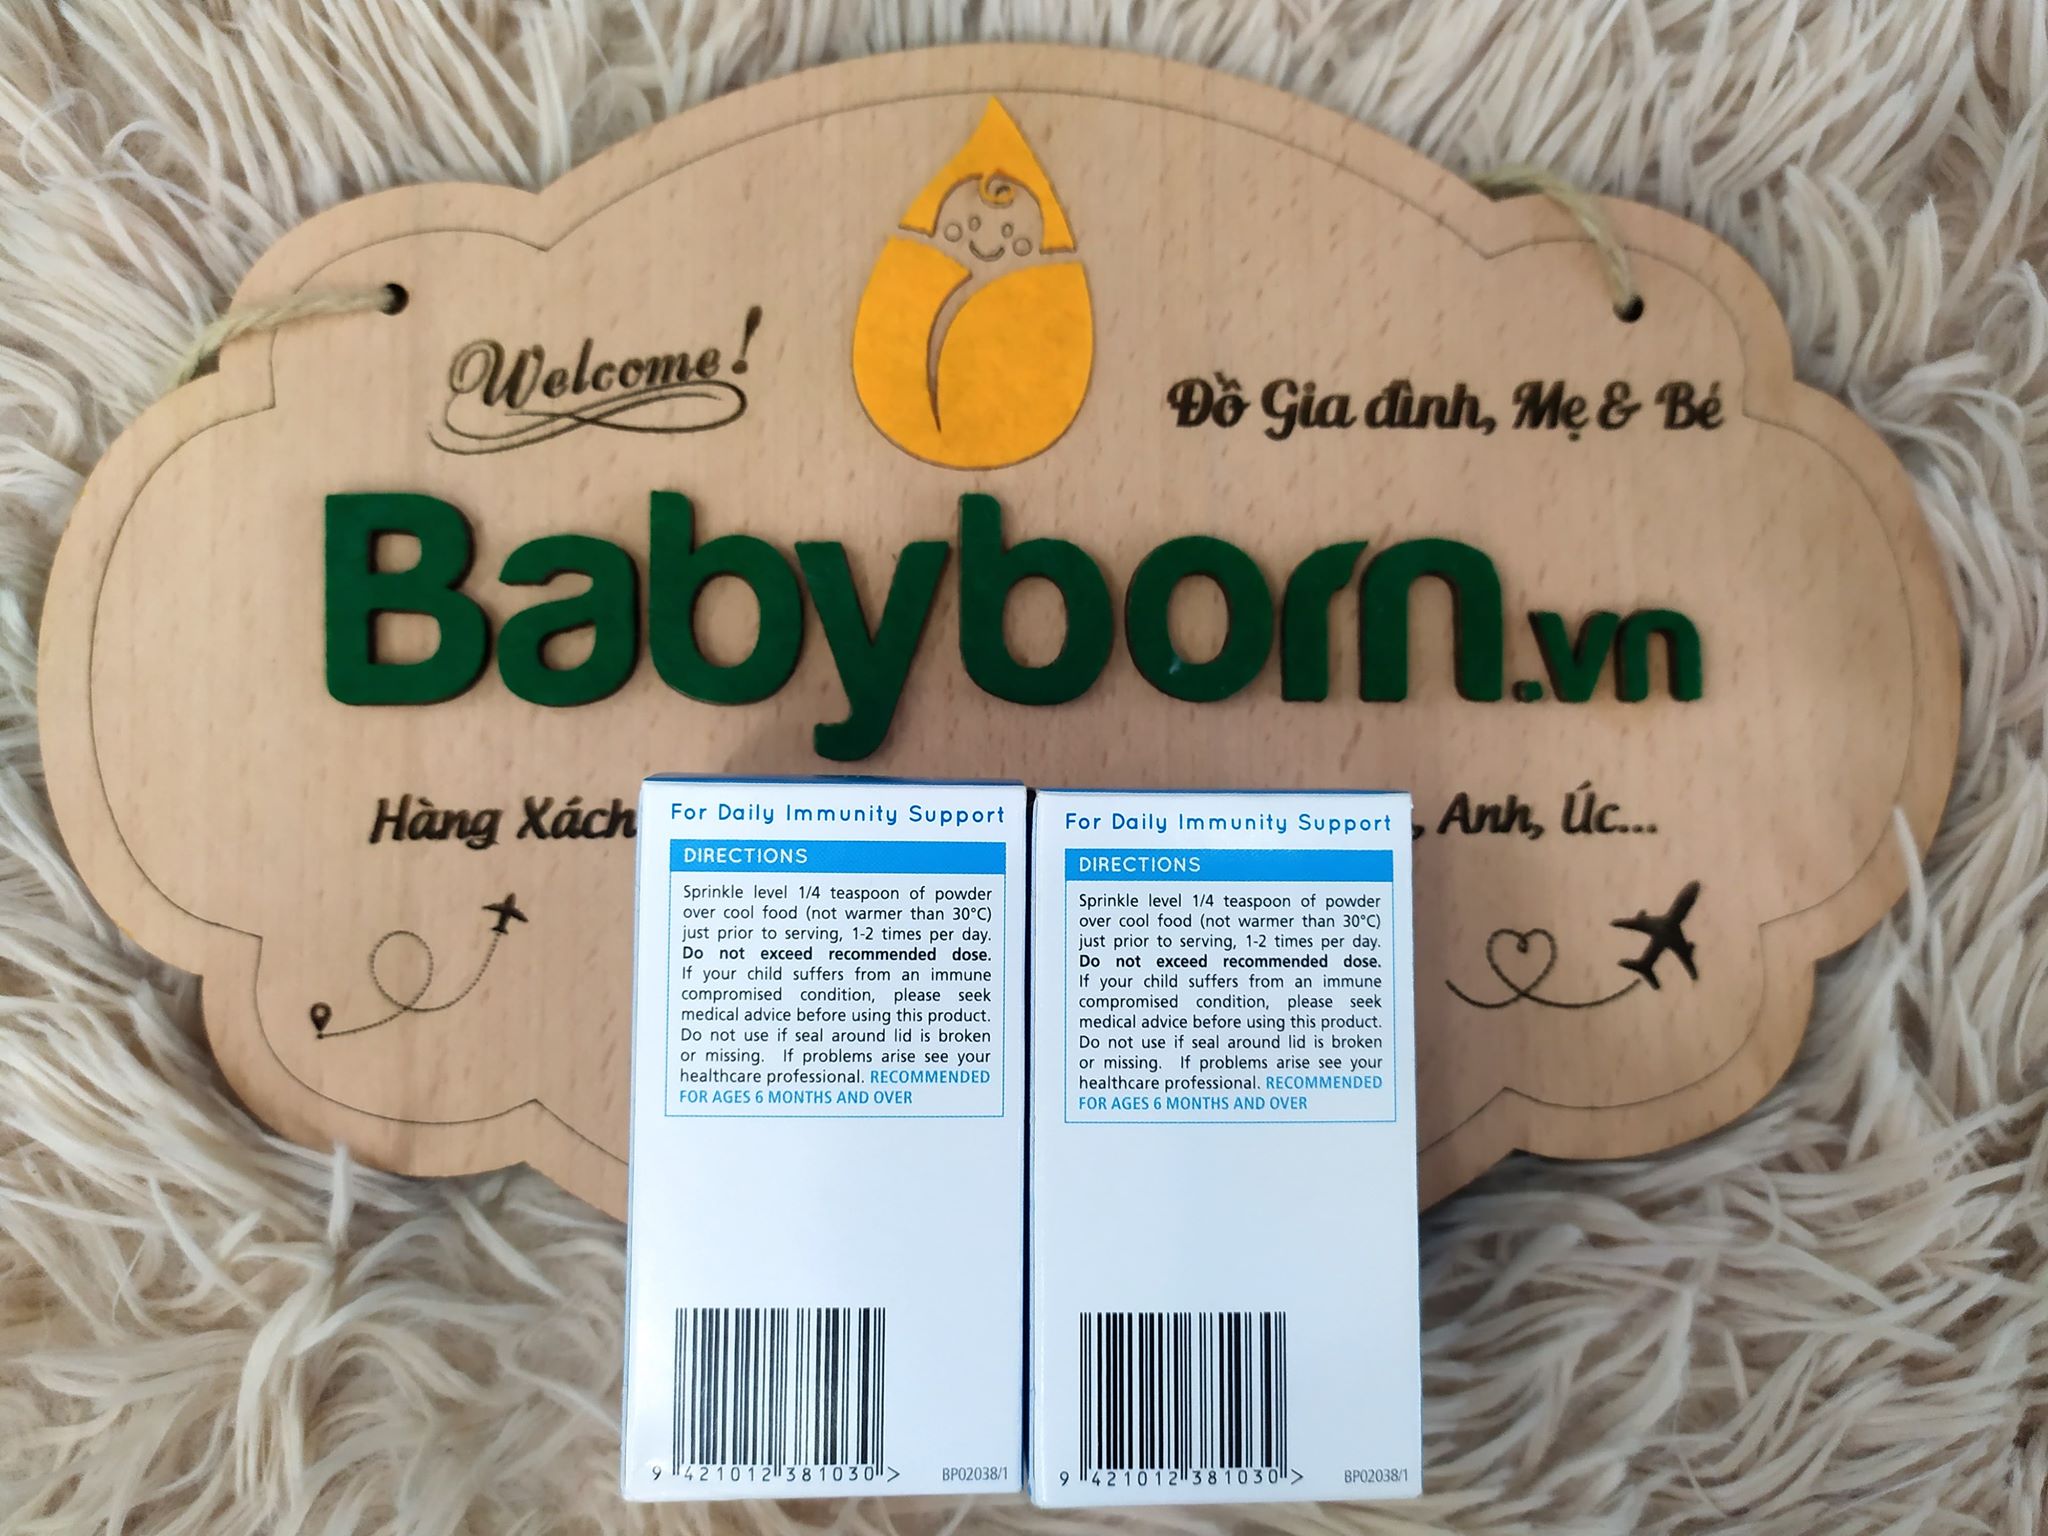 Welcome!
Đồ Gia đình, Mẹ & Bé
Babyborn.vn
Hàng Xách
, Anh, Úc...
For Daily Immunity Support
DIRECTIONS
Sprinkle level 1/4 teaspoon of powder
over cool food (not warmer than 30°C)
just prior to serving, 1-2 times per day.
Do not exceed recommended dose.
If your child suffers from an immune
compromised condition, please seek
medical advice before using this product.
Do not use if seal around lid is broken
or missing. If problems arise see your
healthcare professional. RECOMMENDED
FOR AGES 6 MONTHS AND OVER
9 421012 381030 >
BP02038/1
For Daily Immunity Support
DIRECTIONS
Sprinkle level 1/4 teaspoon of powder
over cool food (not warmer than 30°C)
just prior to serving, 1-2 times per day.
Do not exceed recommended dose.
If your child suffers from an immune
compromised condition, please seek
medical advice before using this product.
Do not use if seal around lid is broken
or missing. If problems arise see your
healthcare professional. RECOMMENDED
FOR AGES 6 MONTHS AND OVER
9 421012 381030 >
BP02038/1